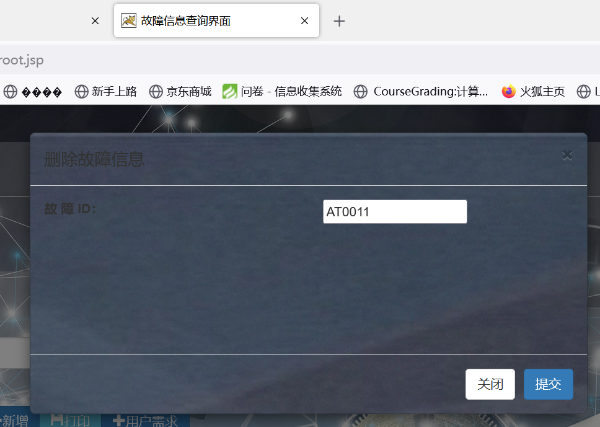 故障信息查询界面
root.jsp
新手上路 京东商城 问卷 - 信息收集系统 CourseGrading:计算... 火狐主页 L
删除故障信息 ×
故 障 ID: AT0011
关闭 提交
新增 打印 用户需求